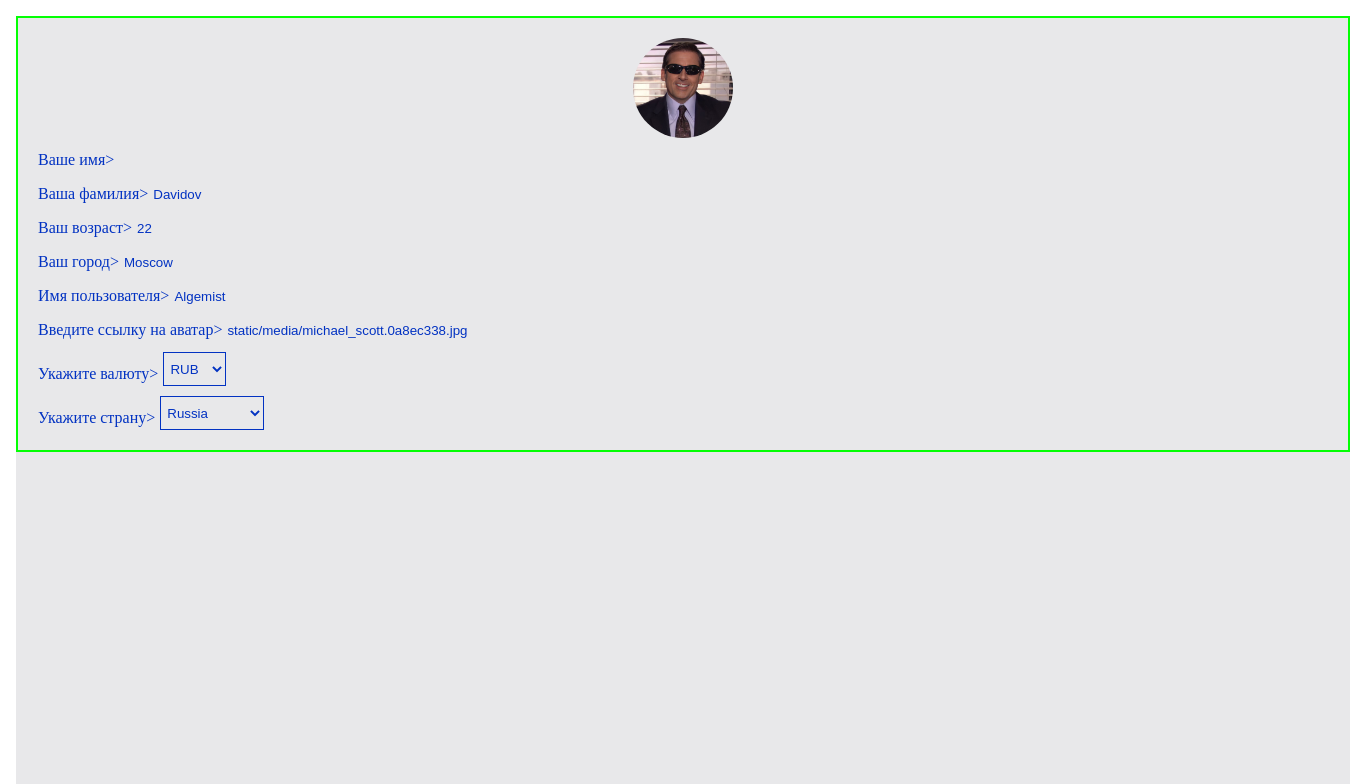 Ваше имя>
Ваша фамилия> Davidov
Ваш возраст> 22
Ваш город> Moscow
Имя пользователя> Algemist
Введите ссылку на аватар> static/media/michael_scott.0a8ec338.jpg
Укажите валюту> RUB
Укажите страну> Russia